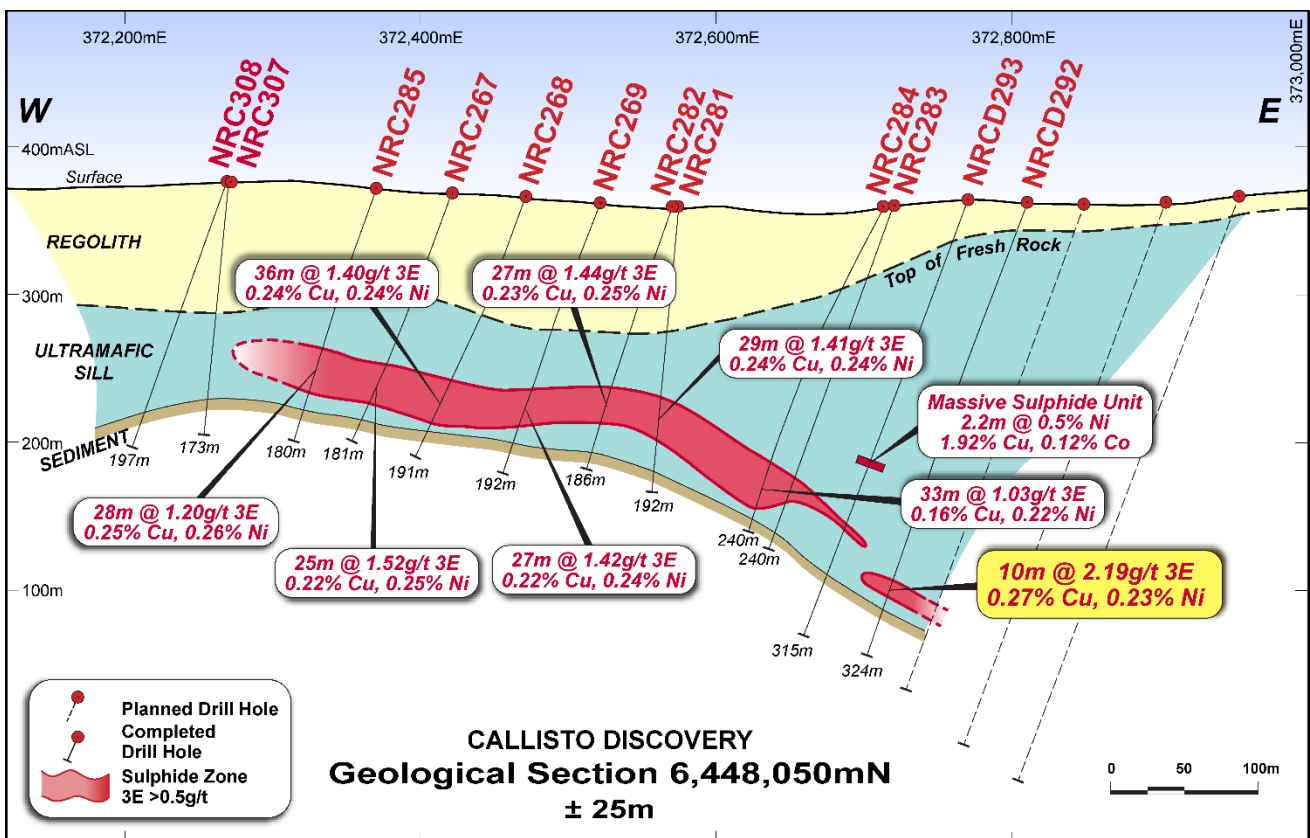 372,200mE
372,400mE
372,600mE
372,800mE
373,000mE
W
E
NRC308
NRC307
NRC285
NRC267
NRC268
NRC269
NRC282
NRC281
NRC284
NRC283
NRCD293
NRCD292
400mASL
Surface
REGOLITH
Top of Fresh Rock
300m
36m @ 1.40g/t 3E
0.24% Cu, 0.24% Ni
27m @ 1.44g/t 3E
0.23% Cu, 0.25% Ni
29m @ 1.41g/t 3E
0.24% Cu, 0.24% Ni
ULTRAMAFIC
SILL
Massive Sulphide Unit
2.2m @ 0.5% Ni
1.92% Cu, 0.12% Co
200m
SEDIMENT
197m
173m
180m
181m
191m
192m
186m
192m
240m
240m
315m
324m
33m @ 1.03g/t 3E
0.16% Cu, 0.22% Ni
28m @ 1.20g/t 3E
0.25% Cu, 0.26% Ni
25m @ 1.52g/t 3E
0.22% Cu, 0.25% Ni
27m @ 1.42g/t 3E
0.22% Cu, 0.24% Ni
10m @ 2.19g/t 3E
0.27% Cu, 0.23% Ni
100m
Planned Drill Hole
Completed
Drill Hole
Sulphide Zone
3E >0.5g/t
CALLISTO DISCOVERY
Geological Section 6,448,050mN
± 25m
0 50 100m